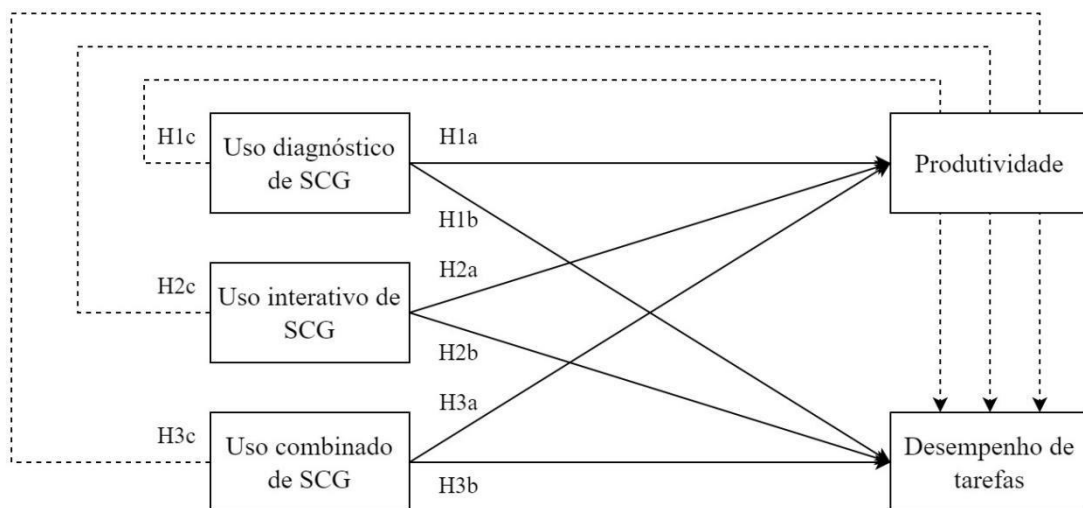 H1c
Uso diagnóstico
de SCG
H1a
H1b
Produtividade
H2c
Uso interativo de
SCG
H2a
H2b
H3c
Uso combinado
de SCG
H3a
H3b
Desempenho de
tarefas